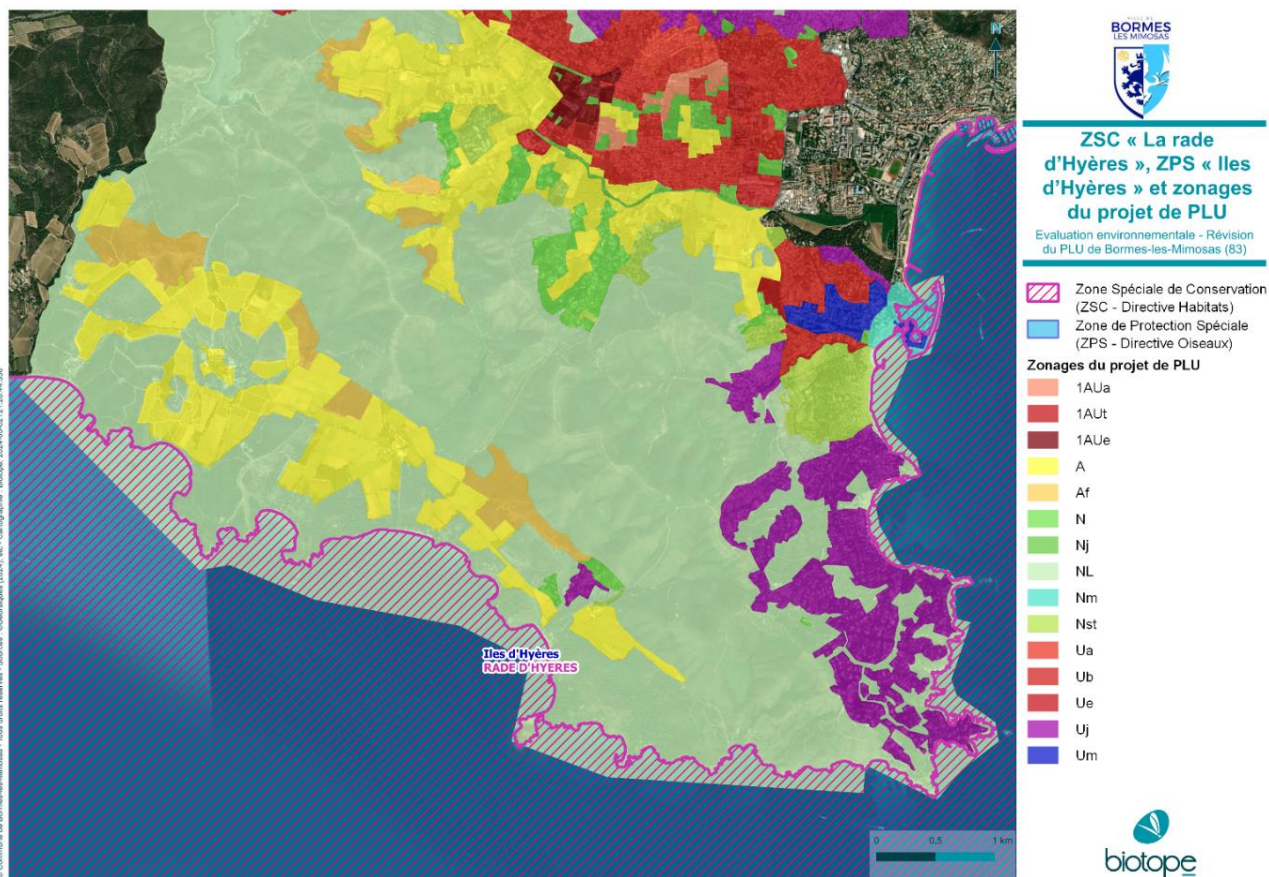 N
Iles d'Hyères
RADE D'HYERES
0 0,5 1 km
VILLE DE
BORMES
LES MIMOSAS
ZSC « La rade
d'Hyères », ZPS « Iles
d'Hyères » et zonages
du projet de PLU
Evaluation environnementale - Révision
du PLU de Bormes-les-Mimosas (83)
Zone Spéciale de Conservation
(ZSC - Directive Habitats)
Zone de Protection Spéciale
(ZPS - Directive Oiseaux)
Zonages du projet de PLU
1AUa
1AUt
1AUe
A
Af
N
Nj
NL
Nm
Nst
Ua
Ub
Ue
Uj
Um
biotope